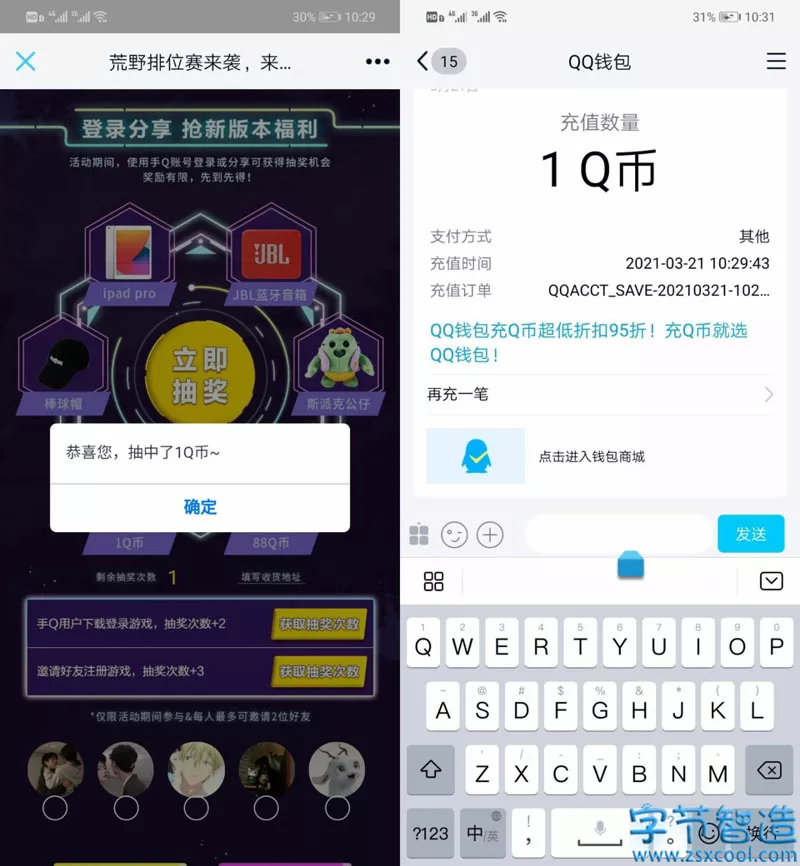 30% 10:29
荒野排位赛来袭，来...
登录分享 抢新版本福利
活动期间，使用手Q账号登录或分享可获得抽奖机会
奖励有限，先到先得！
ipad pro
JBL
JBL蓝牙音箱
立即
抽奖
棒球帽
斯派克公仔
恭喜您，抽中了1Q币~
确定
1Q币
88Q币
剩余抽奖次数 1 填写收货地址
手Q用户下载登录游戏，抽奖次数+2
获取抽奖次数
邀请好友注册游戏，抽奖次数+3
获取抽奖次数
*仅限活动期间参与&每人最多可邀请2位好友
31% 10:31
15
QQ钱包
充值数量
1 Q币
支付方式 其他
充值时间 2021-03-21 10:29:43
充值订单 QQACCT_SAVE-20210321-102...
QQ钱包充Q币超低折扣95折！充Q币就选
QQ钱包！
再充一笔
点击进入钱包商城
发送
1 2 3 4 5 6 7 8 9 0
Q W E R T Y U I O P
~ @ # $ % & * ( )
A S D F G H J K L
Z X C V B N M
?123 中/英 , 。 换行
字节智造
www.zsxcool.com